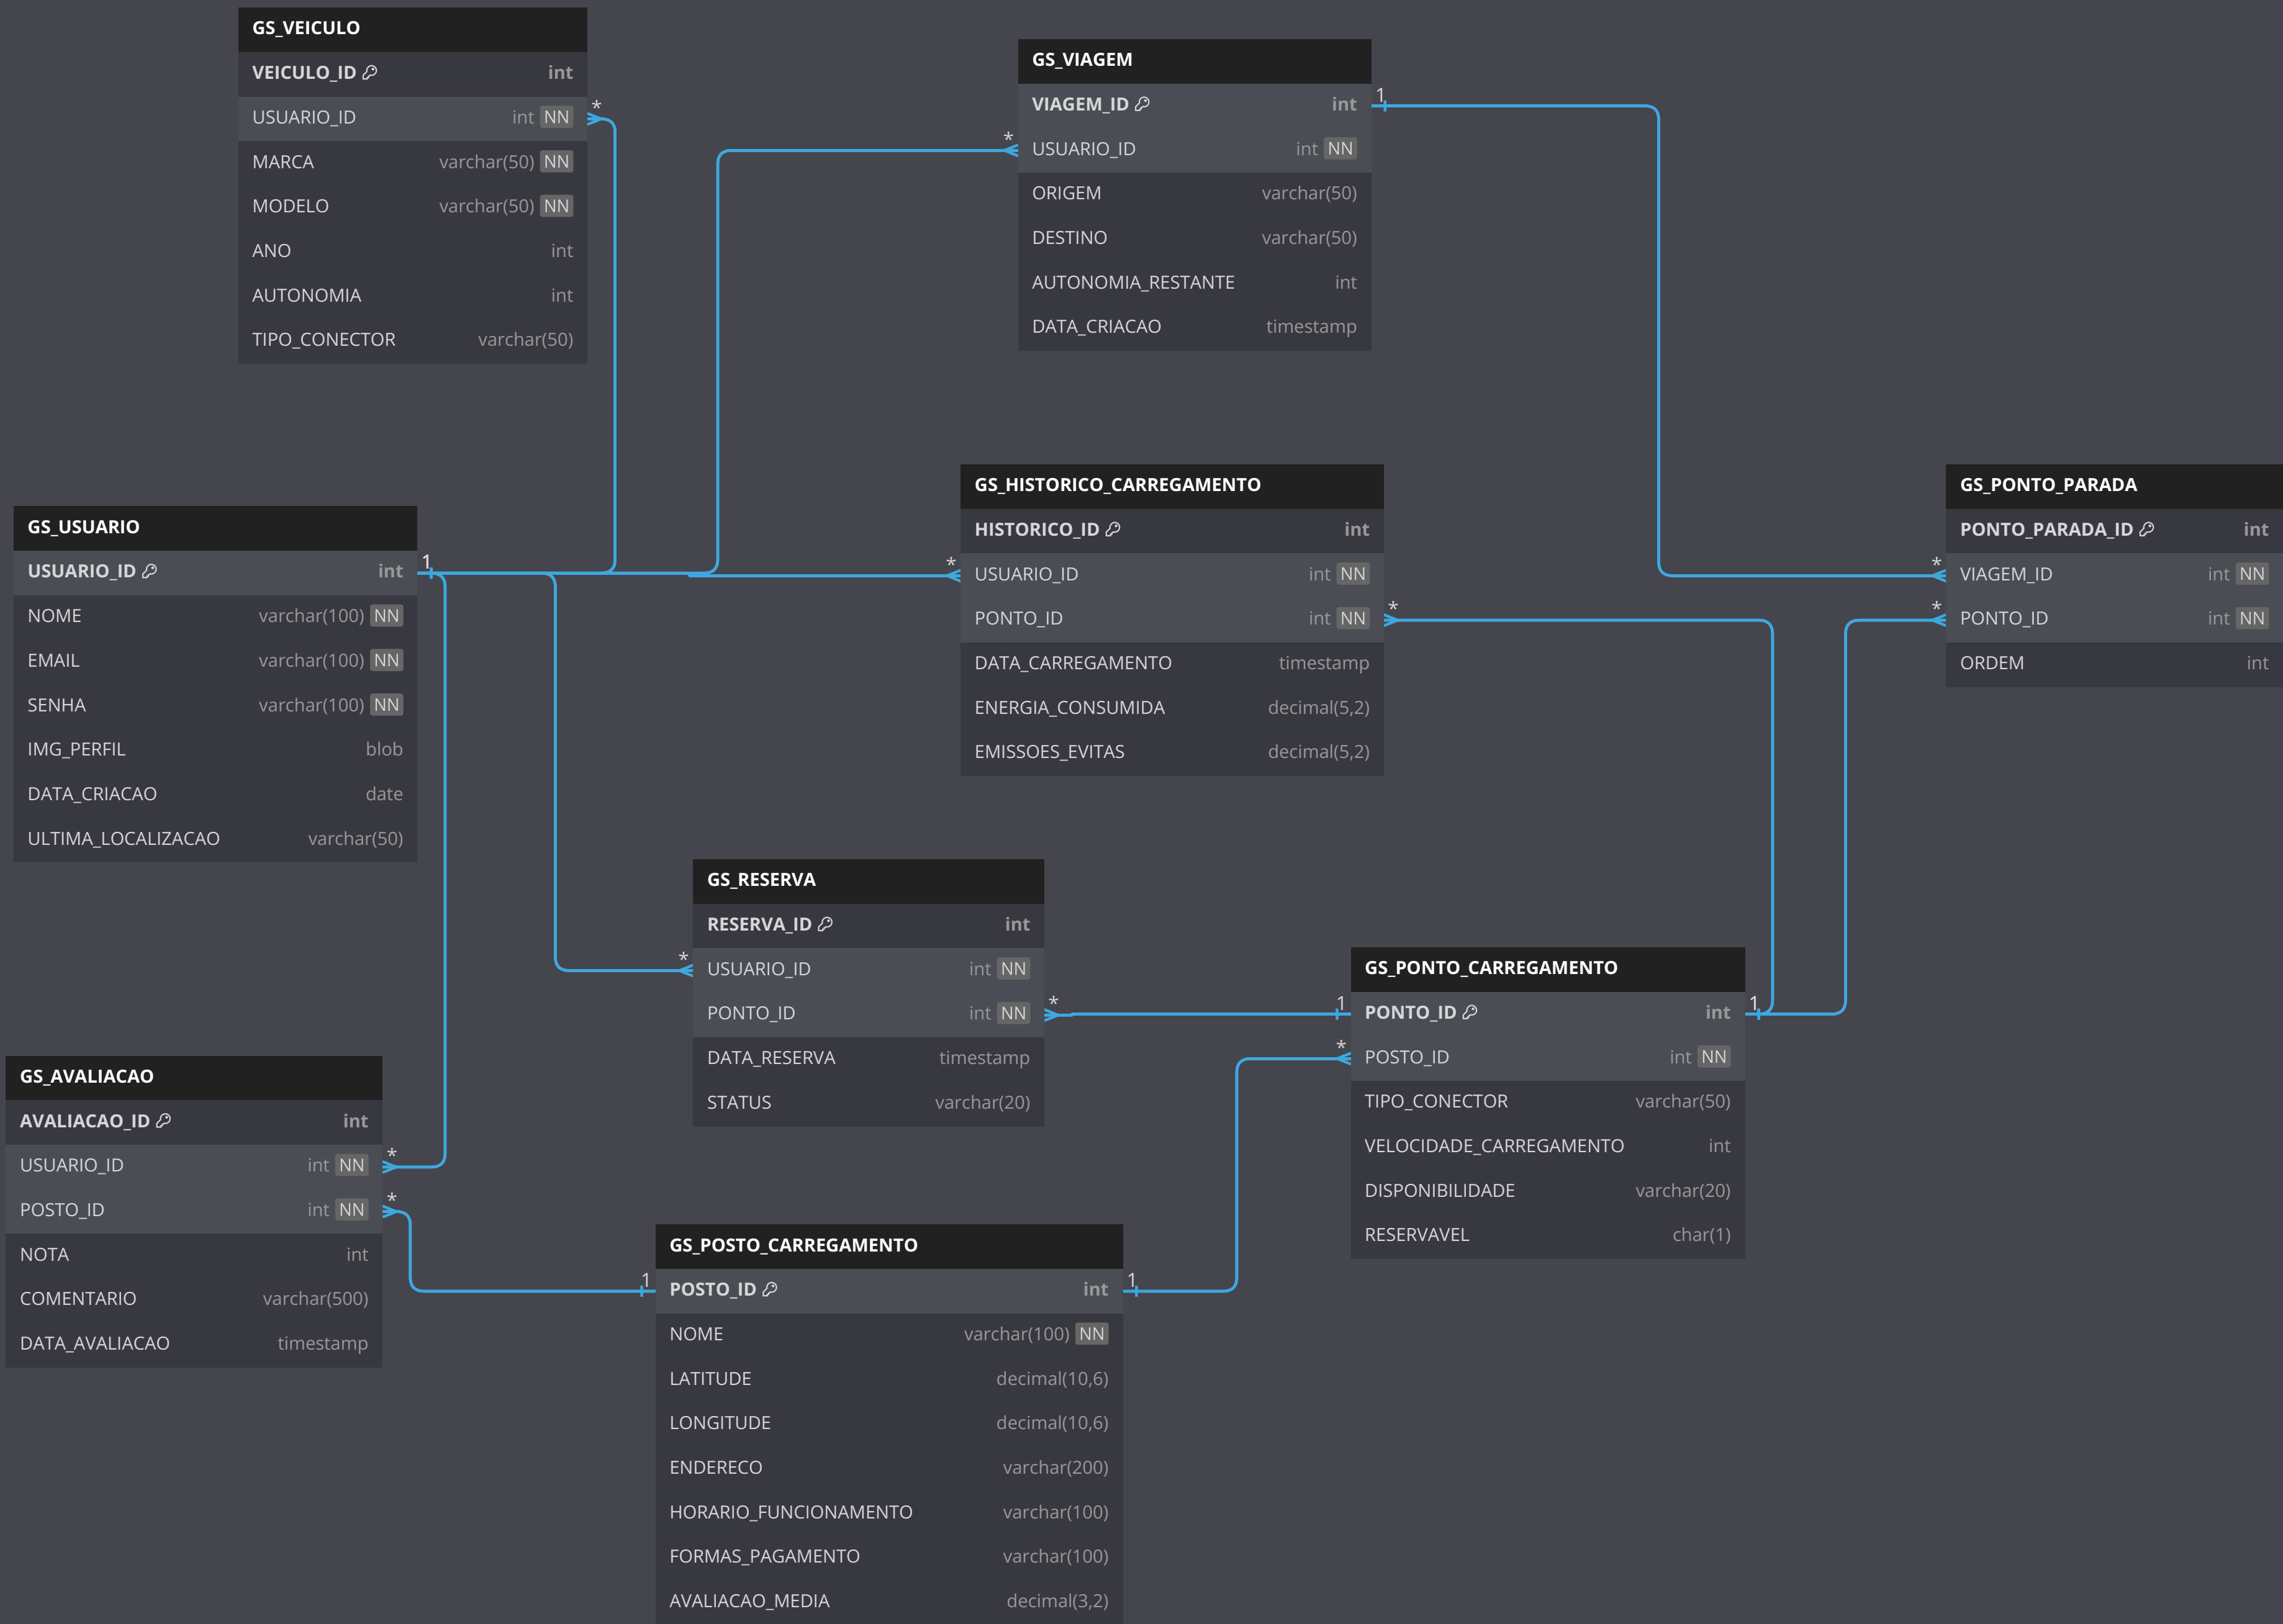 GS_VEICULO
VEICULO_ID int
USUARIO_ID int NN
MARCA varchar(50) NN
MODELO varchar(50) NN
ANO int
AUTONOMIA int
TIPO_CONECTOR varchar(50)
*
GS_VIAGEM
VIAGEM_ID int
USUARIO_ID int NN
ORIGEM varchar(50)
DESTINO varchar(50)
AUTONOMIA_RESTANTE int
DATA_CRIACAO timestamp
1
*
GS_USUARIO
USUARIO_ID int
NOME varchar(100) NN
EMAIL varchar(100) NN
SENHA varchar(100) NN
IMG_PERFIL blob
DATA_CRIACAO date
ULTIMA_LOCALIZACAO varchar(50)
1
GS_HISTORICO_CARREGAMENTO
HISTORICO_ID int
USUARIO_ID int NN
PONTO_ID int NN
DATA_CARREGAMENTO timestamp
ENERGIA_CONSUMIDA decimal(5,2)
EMISSOES_EVITAS decimal(5,2)
*
*
GS_PONTO_PARADA
PONTO_PARADA_ID int
VIAGEM_ID int NN
PONTO_ID int NN
ORDEM int
*
*
GS_RESERVA
RESERVA_ID int
USUARIO_ID int NN
PONTO_ID int NN
DATA_RESERVA timestamp
STATUS varchar(20)
*
*
GS_PONTO_CARREGAMENTO
PONTO_ID int
POSTO_ID int NN
TIPO_CONECTOR varchar(50)
VELOCIDADE_CARREGAMENTO int
DISPONIBILIDADE varchar(20)
RESERVAVEL char(1)
1
1
*
GS_AVALIACAO
AVALIACAO_ID int
USUARIO_ID int NN
POSTO_ID int NN
NOTA int
COMENTARIO varchar(500)
DATA_AVALIACAO timestamp
*
*
GS_POSTO_CARREGAMENTO
POSTO_ID int
NOME varchar(100) NN
LATITUDE decimal(10,6)
LONGITUDE decimal(10,6)
ENDERECO varchar(200)
HORARIO_FUNCIONAMENTO varchar(100)
FORMAS_PAGAMENTO varchar(100)
AVALIACAO_MEDIA decimal(3,2)
1
1